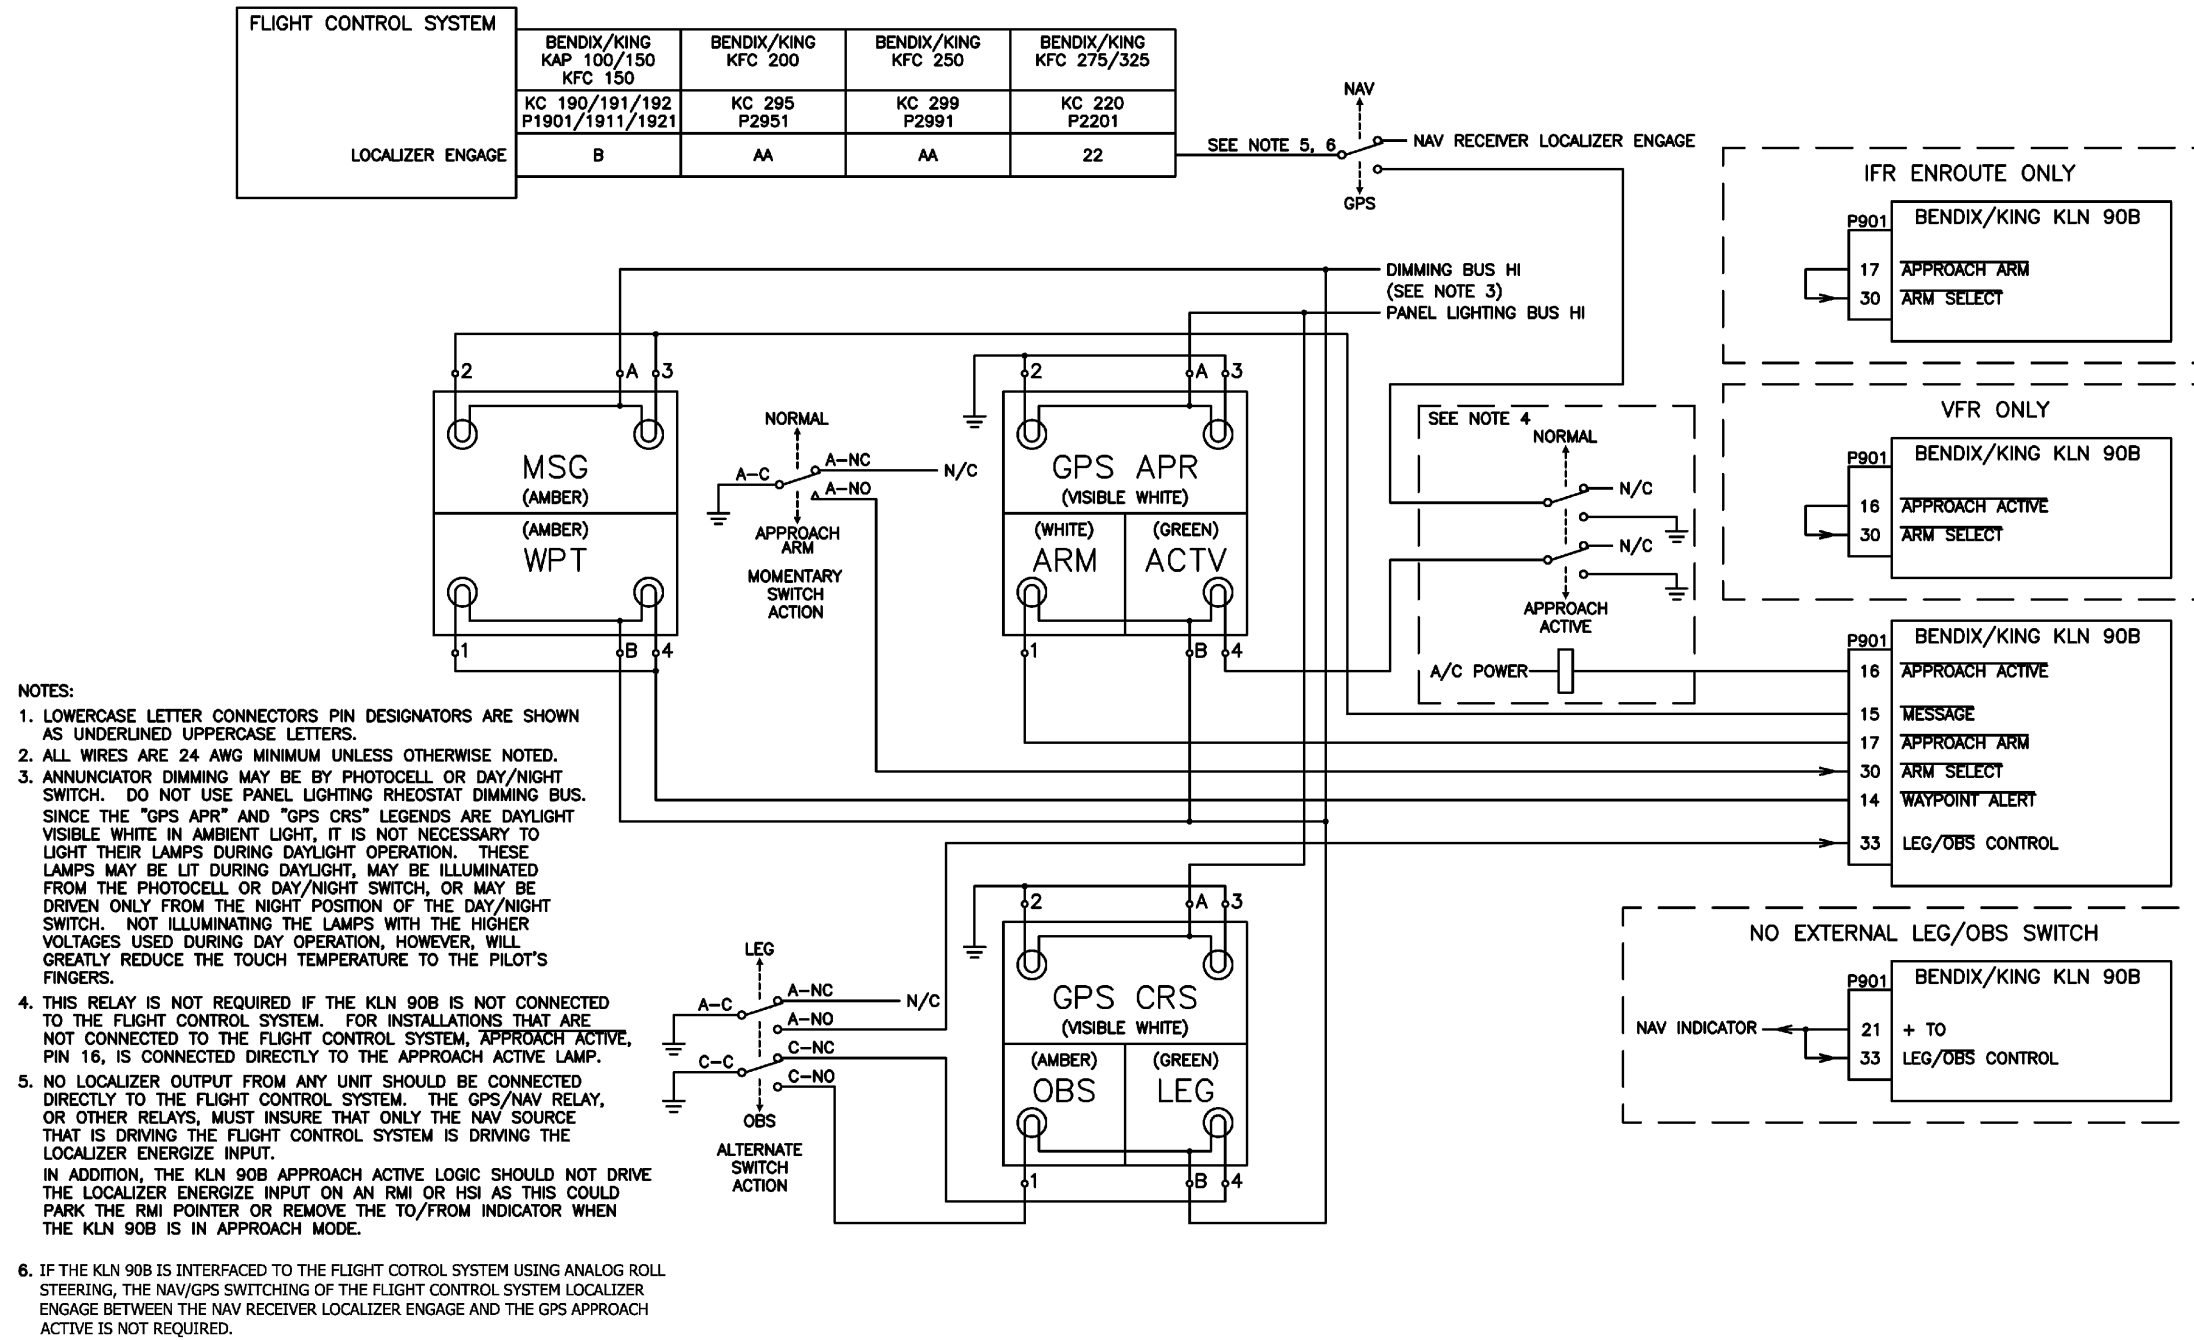 FLIGHT CONTROL SYSTEM
BENDIX/KING
KAP 100/150
KFC 150
BENDIX/KING
KFC 200
BENDIX/KING
KFC 250
BENDIX/KING
KFC 275/325
KC 190/191/192
P1901/1911/1921
KC 295
P2951
KC 299
P2991
KC 220
P2201
LOCALIZER ENGAGE
B
AA
AA
22
SEE NOTE 5, 6
NAV
GPS
NAV RECEIVER LOCALIZER ENGAGE
DIMMING BUS HI
(SEE NOTE 3)
PANEL LIGHTING BUS HI
2
A
3
MSG
(AMBER)
(AMBER)
WPT
1
B
4
NORMAL
A-C
A-NC
N/C
A-NO
APPROACH
ARM
MOMENTARY
SWITCH
ACTION
2
A
3
GPS APR
(VISIBLE WHITE)
(WHITE)
ARM
(GREEN)
ACTV
1
B
4
SEE NOTE 4
NORMAL
N/C
N/C
APPROACH
ACTIVE
A/C POWER
IFR ENROUTE ONLY
P901
BENDIX/KING KLN 90B
17 APPROACH ARM
30 ARM SELECT
VFR ONLY
P901
BENDIX/KING KLN 90B
16 APPROACH ACTIVE
30 ARM SELECT
P901
BENDIX/KING KLN 90B
16 APPROACH ACTIVE
15 MESSAGE
17 APPROACH ARM
30 ARM SELECT
14 WAYPOINT ALERT
33 LEG/OBS CONTROL
NO EXTERNAL LEG/OBS SWITCH
P901
BENDIX/KING KLN 90B
NAV INDICATOR
21 + TO
33 LEG/OBS CONTROL
2
A
3
GPS CRS
(VISIBLE WHITE)
(AMBER)
OBS
(GREEN)
LEG
1
B
4
LEG
A-C
A-NC
N/C
A-NO
C-C
C-NC
C-NO
OBS
ALTERNATE
SWITCH
ACTION
NOTES:
1. LOWERCASE LETTER CONNECTORS PIN DESIGNATORS ARE SHOWN
AS UNDERLINED UPPERCASE LETTERS.
2. ALL WIRES ARE 24 AWG MINIMUM UNLESS OTHERWISE NOTED.
3. ANNUNCIATOR DIMMING MAY BE BY PHOTOCELL OR DAY/NIGHT
SWITCH. DO NOT USE PANEL LIGHTING RHEOSTAT DIMMING BUS.
SINCE THE "GPS APR" AND "GPS CRS" LEGENDS ARE DAYLIGHT
VISIBLE WHITE IN AMBIENT LIGHT, IT IS NOT NECESSARY TO
LIGHT THEIR LAMPS DURING DAYLIGHT OPERATION. THESE
LAMPS MAY BE LIT DURING DAYLIGHT, MAY BE ILLUMINATED
FROM THE PHOTOCELL OR DAY/NIGHT SWITCH, OR MAY BE
DRIVEN ONLY FROM THE NIGHT POSITION OF THE DAY/NIGHT
SWITCH. NOT ILLUMINATING THE LAMPS WITH THE HIGHER
VOLTAGES USED DURING DAY OPERATION, HOWEVER, WILL
GREATLY REDUCE THE TOUCH TEMPERATURE TO THE PILOT'S
FINGERS.
4. THIS RELAY IS NOT REQUIRED IF THE KLN 90B IS NOT CONNECTED
TO THE FLIGHT CONTROL SYSTEM. FOR INSTALLATIONS THAT ARE
NOT CONNECTED TO THE FLIGHT CONTROL SYSTEM, APPROACH ACTIVE,
PIN 16, IS CONNECTED DIRECTLY TO THE APPROACH ACTIVE LAMP.
5. NO LOCALIZER OUTPUT FROM ANY UNIT SHOULD BE CONNECTED
DIRECTLY TO THE FLIGHT CONTROL SYSTEM. THE GPS/NAV RELAY,
OR OTHER RELAYS, MUST INSURE THAT ONLY THE NAV SOURCE
THAT IS DRIVING THE FLIGHT CONTROL SYSTEM IS DRIVING THE
LOCALIZER ENERGIZE INPUT.
IN ADDITION, THE KLN 90B APPROACH ACTIVE LOGIC SHOULD NOT DRIVE
THE LOCALIZER ENERGIZE INPUT ON AN RMI OR HSI AS THIS COULD
PARK THE RMI POINTER OR REMOVE THE TO/FROM INDICATOR WHEN
THE KLN 90B IS IN APPROACH MODE.
6. IF THE KLN 90B IS INTERFACED TO THE FLIGHT COTROL SYSTEM USING ANALOG ROLL
STEERING, THE NAV/GPS SWITCHING OF THE FLIGHT CONTROL SYSTEM LOCALIZER
ENGAGE BETWEEN THE NAV RECEIVER LOCALIZER ENGAGE AND THE GPS APPROACH
ACTIVE IS NOT REQUIRED.